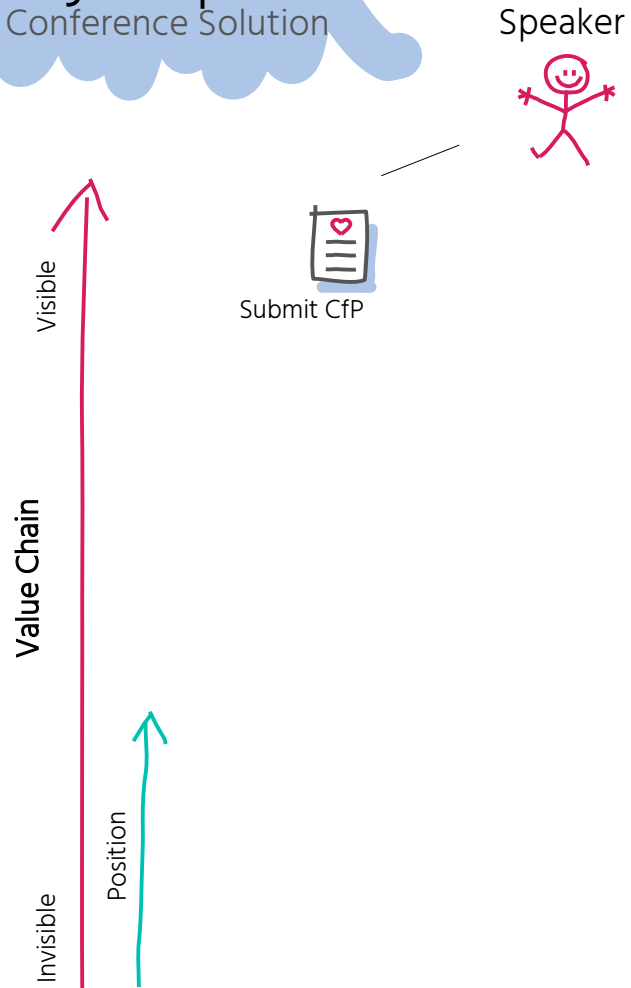 Conference Solution
Speaker
Submit CfP
Visible
Value Chain
Position
Invisible